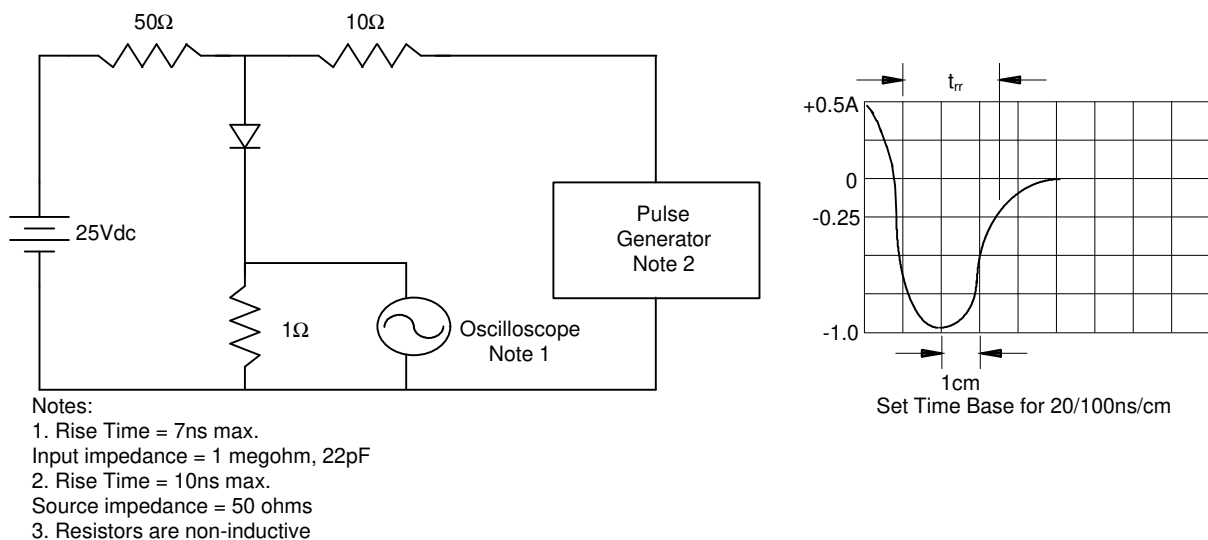 50Ω
10Ω
25Vdc
1Ω
Oscilloscope
Note 1
Pulse
Generator
Note 2
trr
+0.5A
0
-0.25
-1.0
1cm
Set Time Base for 20/100ns/cm
Notes:
1. Rise Time = 7ns max.
Input impedance = 1 megohm, 22pF
2. Rise Time = 10ns max.
Source impedance = 50 ohms
3. Resistors are non-inductive